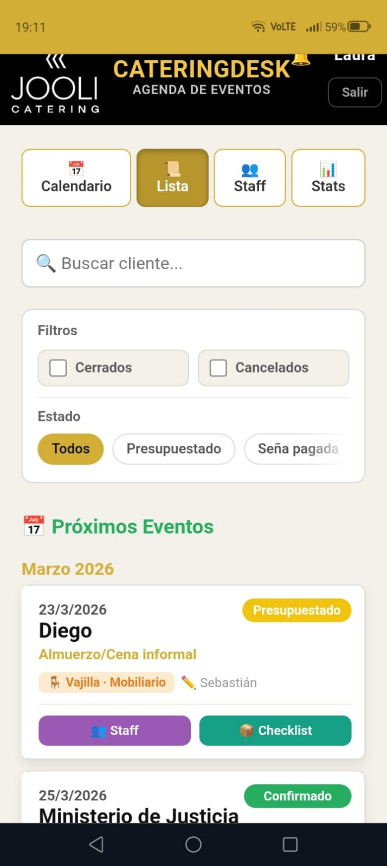 19:11
VoLTE
59%
CATERINGDESK
Laura
JOOLI
CATERING
AGENDA DE EVENTOS
Salir
Calendario
Lista
Staff
Stats
Buscar cliente...
Filtros
Cerrados
Cancelados
Estado
Todos
Presupuestado
Seña pagada
Próximos Eventos
Marzo 2026
23/3/2026
Presupuestado
Diego
Almuerzo/Cena informal
Vajilla · Mobiliario
Sebastián
Staff
Checklist
25/3/2026
Confirmado
Ministerio de Justicia